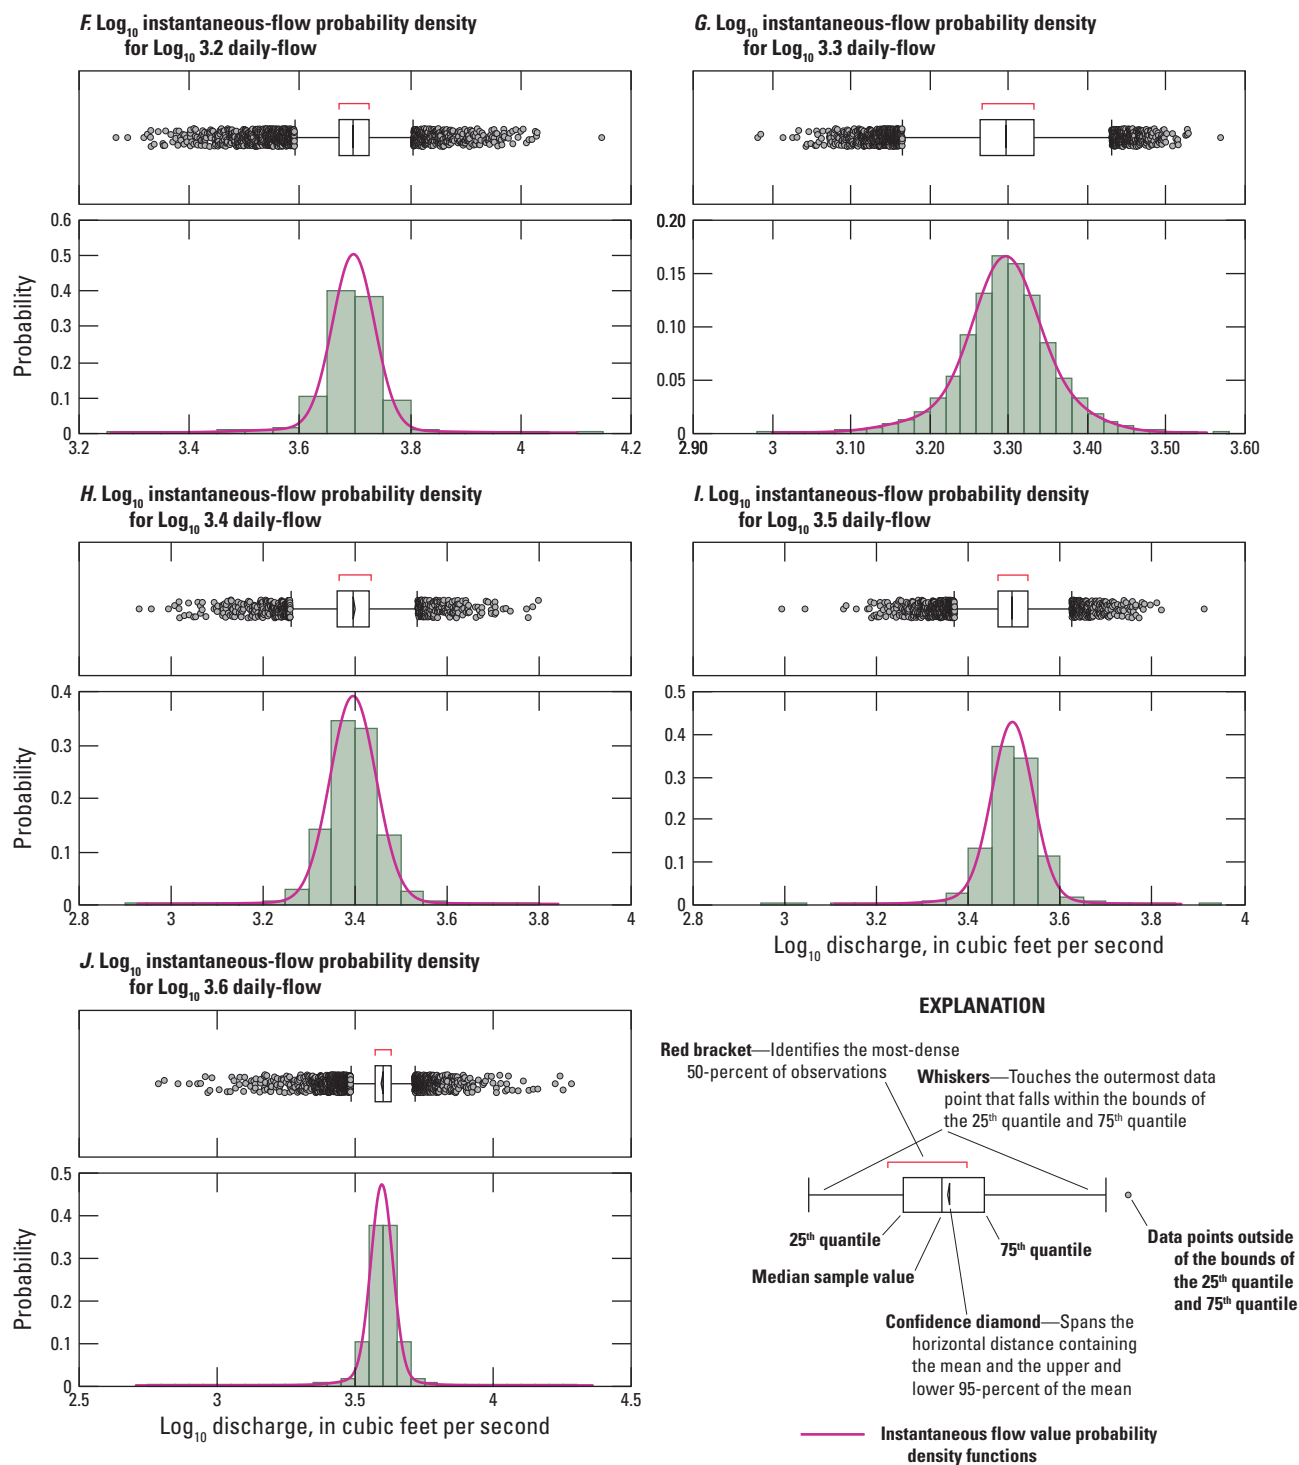 F. Log10 instantaneous-flow probability density
for Log10 3.2 daily-flow
3.2 3.4 3.6 3.8 4 4.2
0.6
0.5
0.4
0.3
0.2
0.1
0
Probability
G. Log10 instantaneous-flow probability density
for Log10 3.3 daily-flow
0.20
0.15
0.10
0.05
0
2.90 3 3.10 3.20 3.30 3.40 3.50 3.60
H. Log10 instantaneous-flow probability density
for Log10 3.4 daily-flow
0.4
0.3
0.2
0.1
0
Probability
2.8 3 3.2 3.4 3.6 3.8 4
I. Log10 instantaneous-flow probability density
for Log10 3.5 daily-flow
0.5
0.4
0.3
0.2
0.1
0
2.8 3 3.2 3.4 3.6 3.8 4
Log10 discharge, in cubic feet per second
J. Log10 instantaneous-flow probability density
for Log10 3.6 daily-flow
0.5
0.4
0.3
0.2
0.1
0
Probability
2.5 3 3.5 4 4.5
Log10 discharge, in cubic feet per second
EXPLANATION
Red bracket—Identifies the most-dense
50-percent of observations
Whiskers—Touches the outermost data
point that falls within the bounds of
the 25th quantile and 75th quantile
25th quantile
75th quantile
Median sample value
Data points outside
of the bounds of
the 25th quantile
and 75th quantile
Confidence diamond—Spans the
horizontal distance containing
the mean and the upper and
lower 95-percent of the mean
Instantaneous flow value probability
density functions